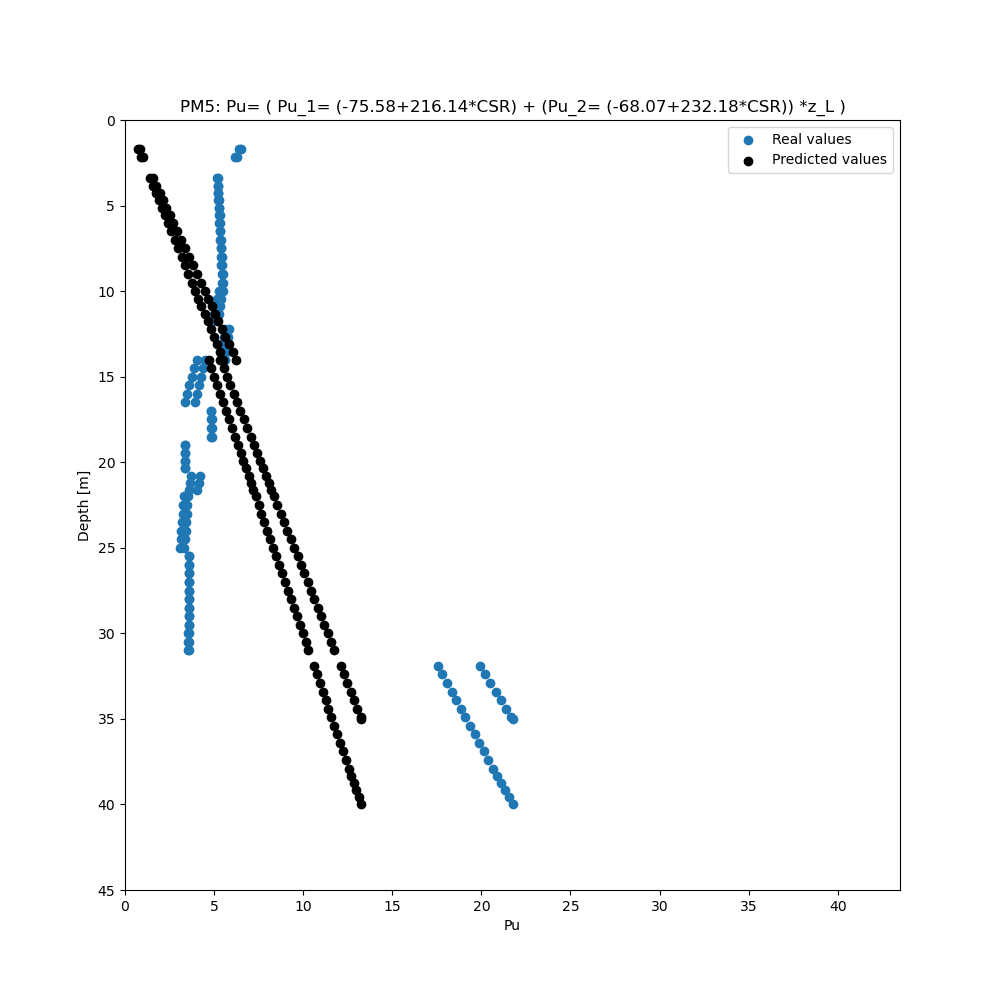 PM5: Pu= ( Pu_1= (-75.58+216.14*CSR) + (Pu_2= (-68.07+232.18*CSR)) *z_L )
Real values
Predicted values
0
5
10
15
20
25
30
35
40
45
Depth [m]
0 5 10 15 20 25 30 35 40
Pu